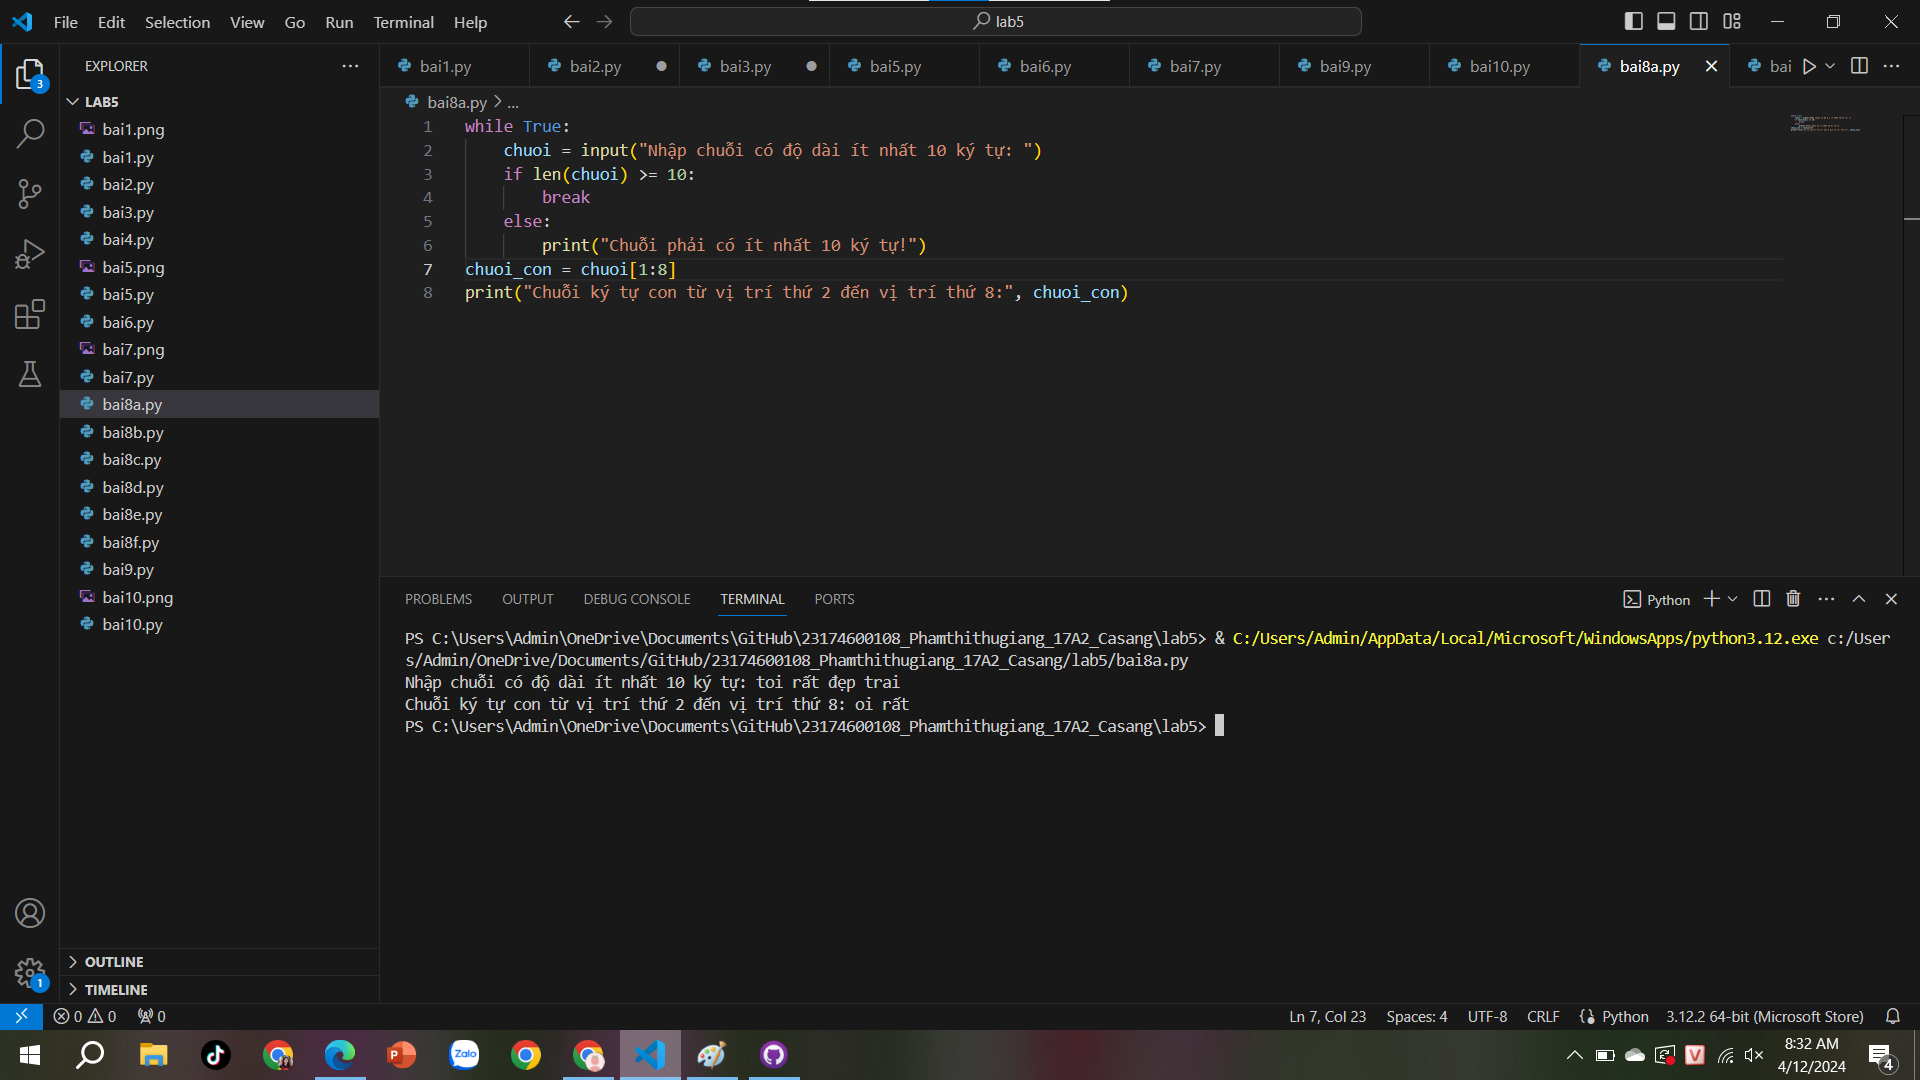 File Edit Selection View Go Run Terminal Help
lab5
EXPLORER
3
LAB5
bai1.png
bai1.py
bai2.py
bai3.py
bai4.py
bai5.png
bai5.py
bai6.py
bai7.png
bai7.py
bai8a.py
bai8b.py
bai8c.py
bai8d.py
bai8e.py
bai8f.py
bai9.py
bai10.png
bai10.py
OUTLINE
TIMELINE
1
bai1.py bai2.py bai3.py bai5.py bai6.py bai7.py bai9.py bai10.py bai8a.py bai
bai8a.py > ...
1 while True:
2 chuoi = input("Nhập chuỗi có độ dài ít nhất 10 ký tự: ")
3 if len(chuoi) >= 10:
4 break
5 else:
6 print("Chuỗi phải có ít nhất 10 ký tự!")
7 chuoi_con = chuoi[1:8]
8 print("Chuỗi ký tự con từ vị trí thứ 2 đến vị trí thứ 8:", chuoi_con)
PROBLEMS OUTPUT DEBUG CONSOLE TERMINAL PORTS
Python
PS C:\Users\Admin\OneDrive\Documents\GitHub\23174600108_Phamthithugiang_17A2_Casang\lab5> & C:/Users/Admin/AppData/Local/Microsoft/WindowsApps/python3.12.exe c:/User
s/Admin/OneDrive/Documents/GitHub/23174600108_Phamthithugiang_17A2_Casang/lab5/bai8a.py
Nhập chuỗi có độ dài ít nhất 10 ký tự: toi rất đẹp trai
Chuỗi ký tự con từ vị trí thứ 2 đến vị trí thứ 8: oi rất
PS C:\Users\Admin\OneDrive\Documents\GitHub\23174600108_Phamthithugiang_17A2_Casang\lab5>
0 0 0
Ln 7, Col 23 Spaces: 4 UTF-8 CRLF Python 3.12.2 64-bit (Microsoft Store)
Zalo
V
8:32 AM
4/12/2024
4